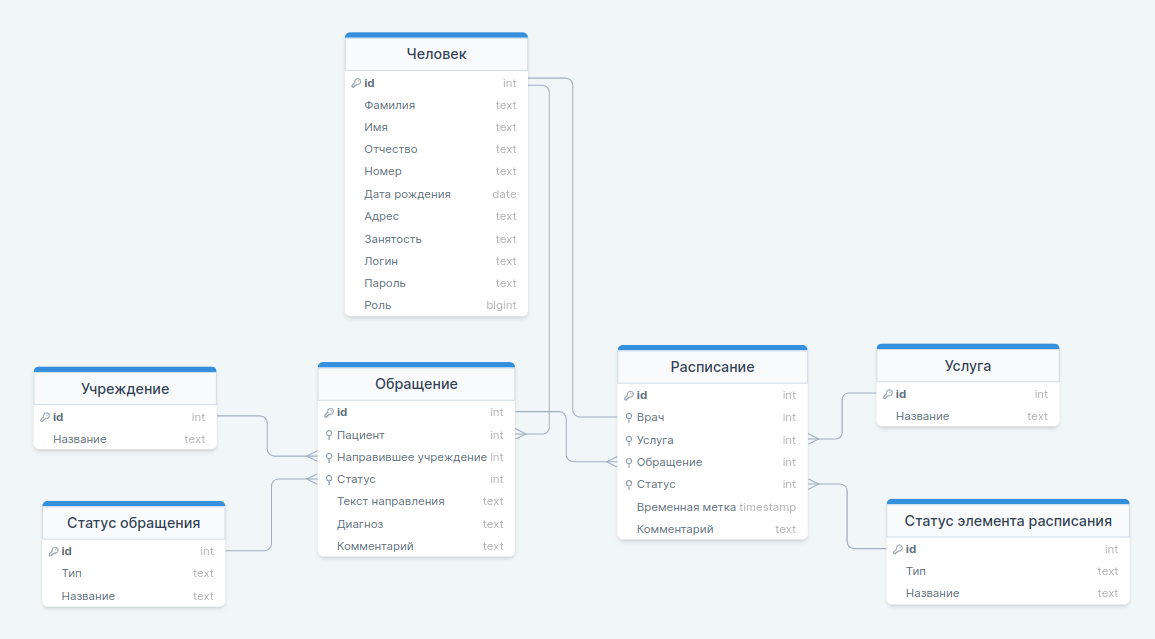 Человек
id int
Фамилия text
Имя text
Отчество text
Номер text
Дата рождения date
Адрес text
Занятость text
Логин text
Пароль text
Роль bigint
Учреждение
id int
Название text
Обращение
id int
Пациент int
Направившее учреждение int
Статус int
Текст направления text
Диагноз text
Комментарий text
Расписание
id int
Врач int
Услуга int
Обращение int
Статус int
Временная метка timestamp
Комментарий text
Услуга
id int
Название text
Статус обращения
id int
Тип text
Название text
Статус элемента расписания
id int
Тип text
Название text